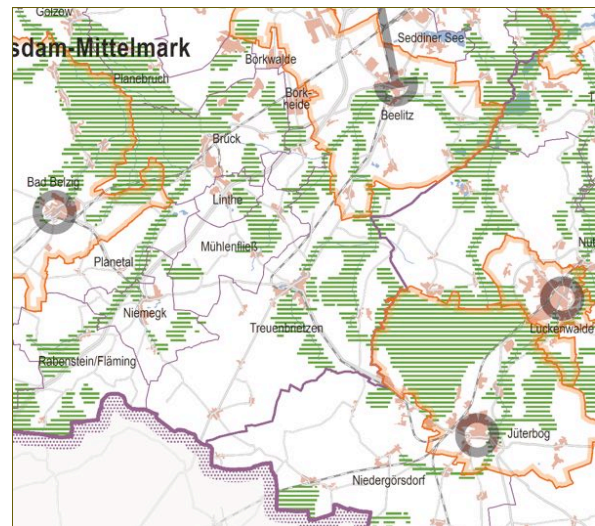 Golzow
Seddiner See
sdam-Mittelmark
Borkwalde
Planebruch
Bork-
heide
Beelitz
Brück
Bad Belzig
Linthe
Mühlenfließ
Planetal
Niemegk
Treuenbrietzen
Luckenwalde
Rabenstein/Fläming
Jüterbog
Niedergörsdorf